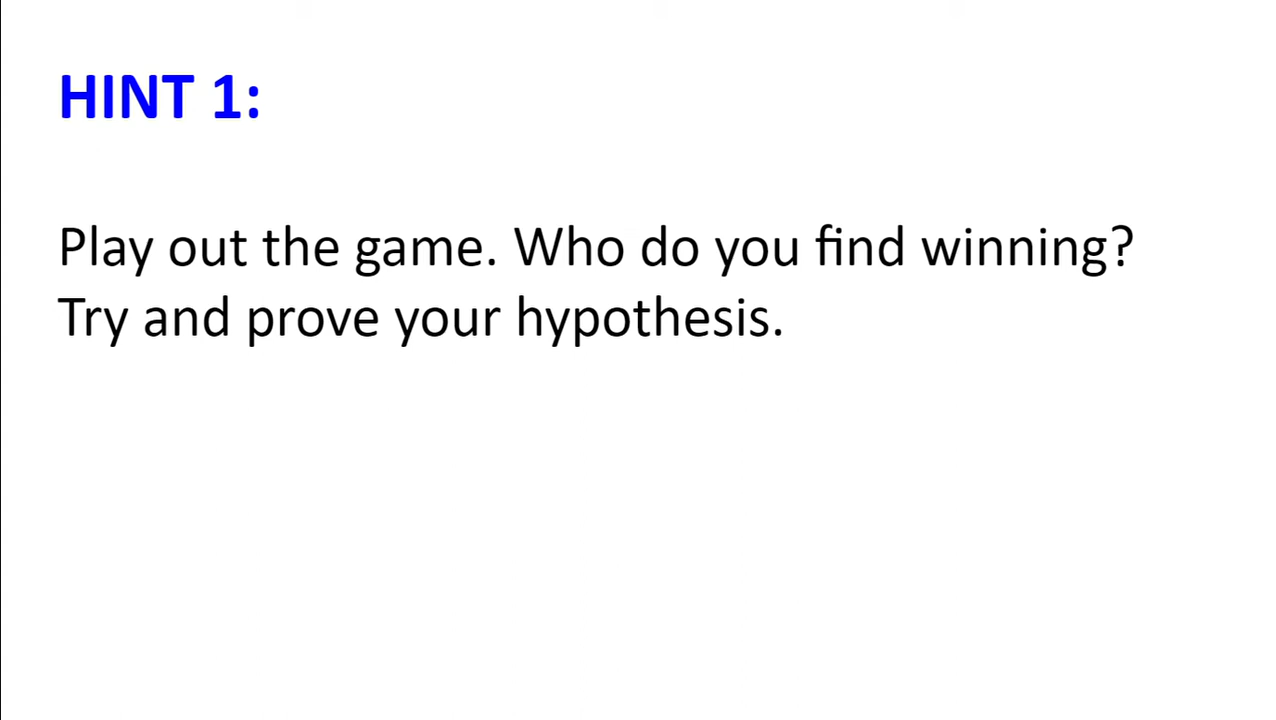 HINT 1:
Play out the game. Who do you find winning?
Try and prove your hypothesis.